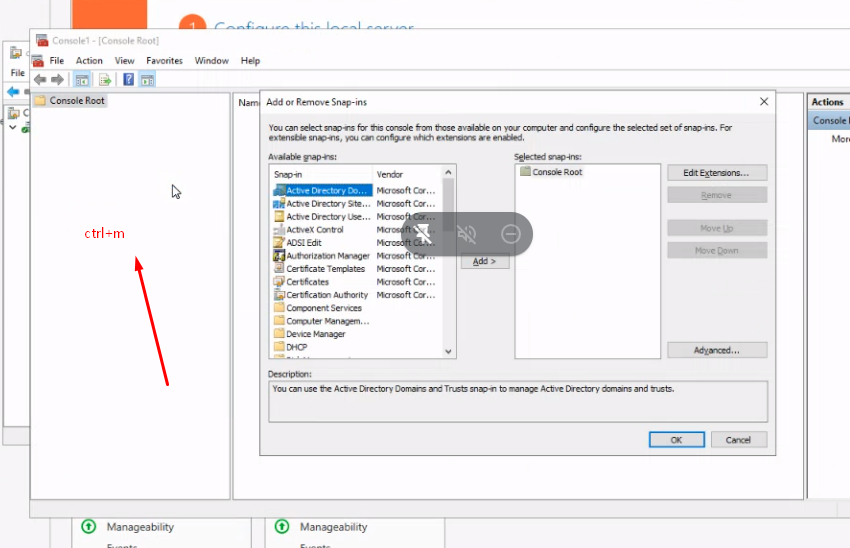 1 Configure this local server
Console1 - [Console Root]
File Action View Favorites Window Help
File
Console Root
Name
Add or Remove Snap-ins
Actions
Console
More
You can select snap-ins for this console from those available on your computer and configure the selected set of snap-ins. For
extensible snap-ins, you can configure which extensions are enabled.
Available snap-ins:
Selected snap-ins:
Snap-in Vendor
Console Root
Edit Extensions...
Active Directory Do... Microsoft Cor...
Remove
Active Directory Site... Microsoft Cor...
Active Directory Use... Microsoft Cor...
Move Up
ActiveX Control Microsoft Cor...
ctrl+m
ADSI Edit Microsoft Cor...
Move Down
Authorization Manager Microsoft Cor...
Add >
Certificate Templates Microsoft Cor...
Certificates Microsoft Cor...
Certification Authority Microsoft Cor...
Component Services
Computer Managem...
Device Manager
DHCP
Advanced...
Description:
You can use the Active Directory Domains and Trusts snap-in to manage Active Directory domains and trusts.
OK Cancel
Manageability Manageability
Events Events